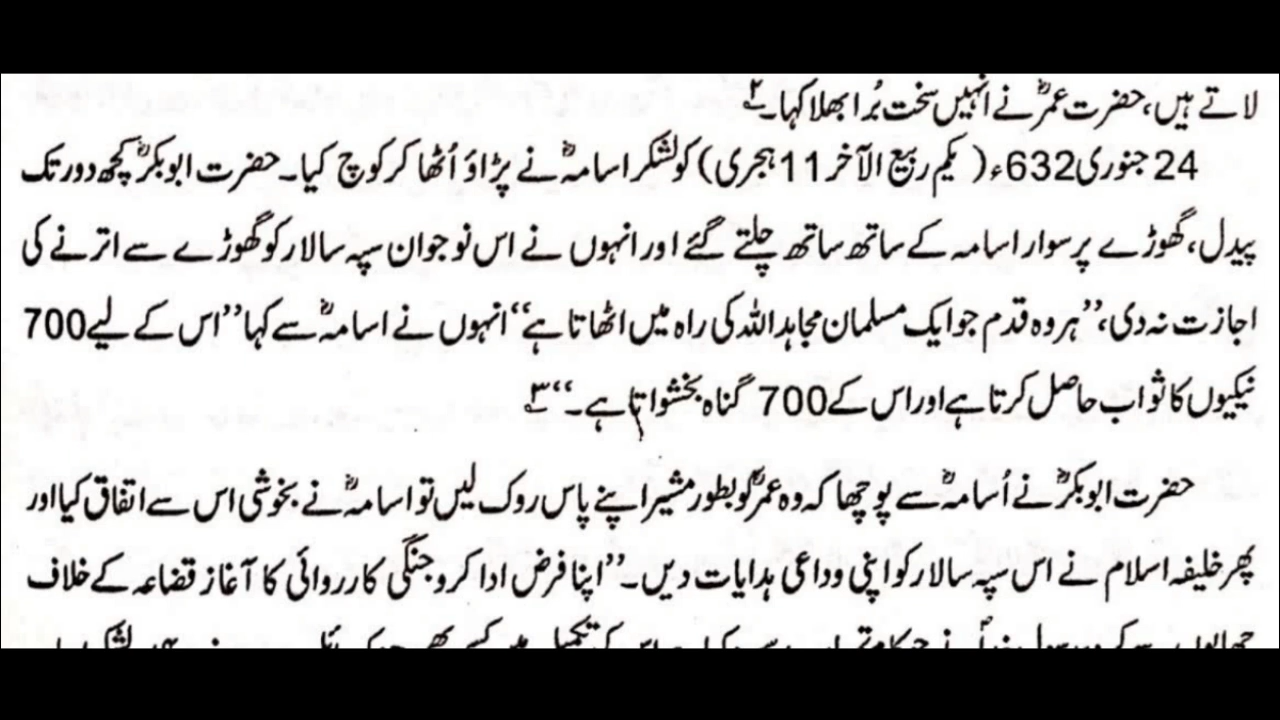 لاتے ہیں، حضرت عمرؓ نے انہیں سخت بُرا بھلا کہا۔۲؎
24 جنوری 632ء (یکم ربیع الآخر 11 ہجری) کو لشکر اسامہؓ نے پڑاؤ اُٹھا کر کوچ کیا۔ حضرت ابوبکرؓ کچھ دور تک
پیدل، گھوڑے پر سوار اسامہ کے ساتھ ساتھ چلتے گئے اور انہوں نے اس نوجوان سپہ سالار کو گھوڑے سے اترنے کی
اجازت نہ دی، ”ہر وہ قدم جو ایک مسلمان مجاہد اللہ کی راہ میں اٹھاتا ہے“ انہوں نے اسامہؓ سے کہا ”اس کے لیے 700
نیکیوں کا ثواب حاصل کرتا ہے اور اس کے 700 گناہ بخشواتا ہے۔“۳؎
حضرت ابوبکرؓ نے اُسامہؓ سے پوچھا کہ وہ عمرؓ کو بطور مشیر اپنے پاس روک لیں تو اسامہؓ نے بخوشی اس سے اتفاق کیا اور
پھر خلیفہ اسلام نے اس سپہ سالار کو اپنی وداعی ہدایات دیں۔ ”اپنا فرض ادا کرو جنگی کارروائی کا آغاز قضاعہ کے خلاف